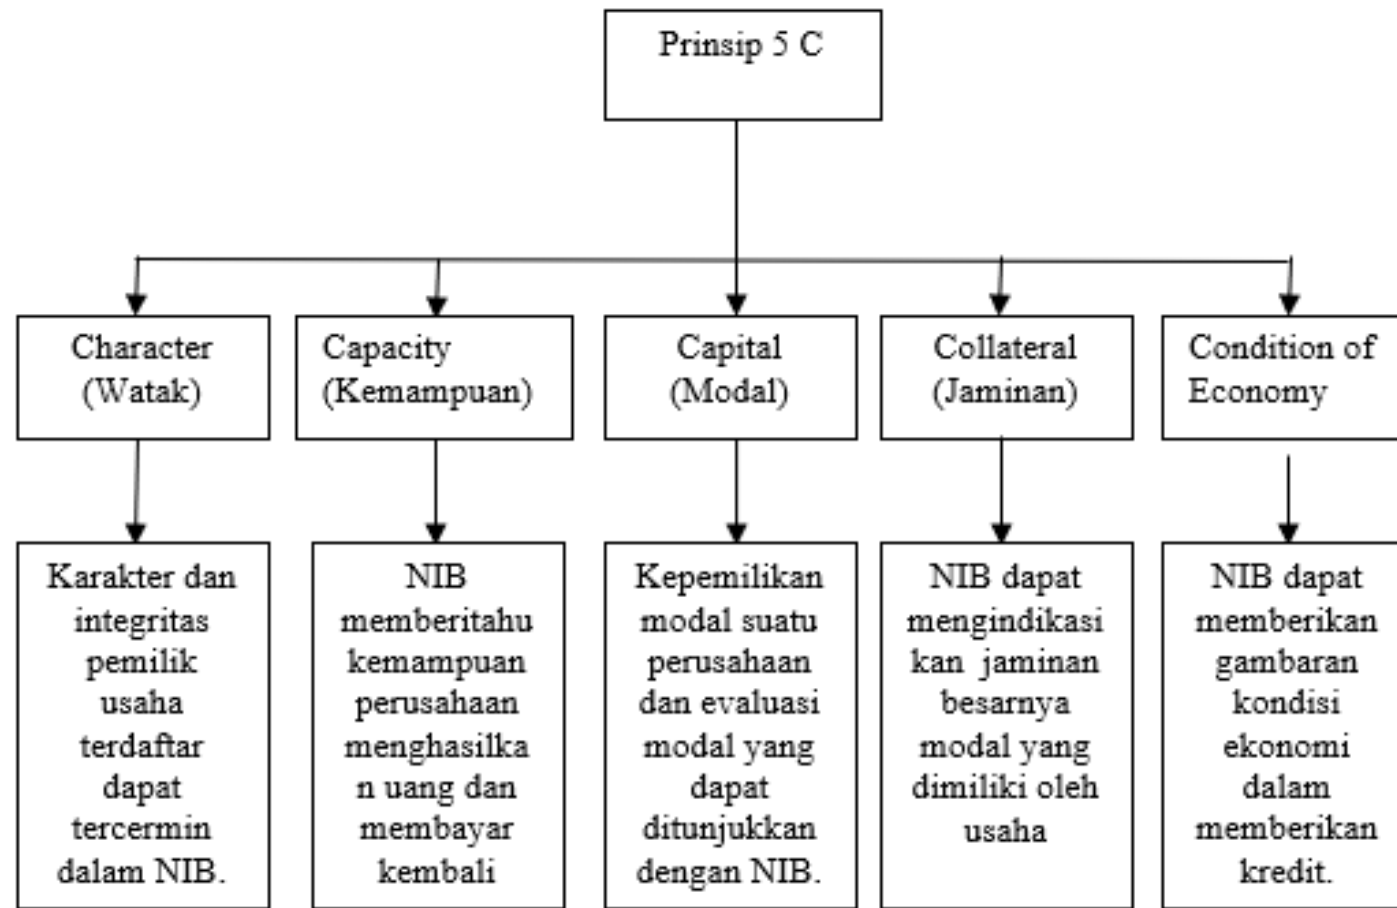 Prinsip 5 C
Character
(Watak)
Capacity
(Kemampuan)
Capital
(Modal)
Collateral
(Jaminan)
Condition of
Economy
Karakter dan
integritas
pemilik
usaha
terdaftar
dapat
tercermin
dalam NIB.
NIB
memberitahu
kemampuan
perusahaan
menghasilka
n uang dan
membayar
kembali
Kepemilikan
modal suatu
perusahaan
dan evaluasi
modal yang
dapat
ditunjukkan
dengan NIB.
NIB dapat
mengindikasi
kan jaminan
besarnya
modal yang
dimiliki oleh
usaha
NIB dapat
memberikan
gambaran
kondisi
ekonomi
dalam
memberikan
kredit.